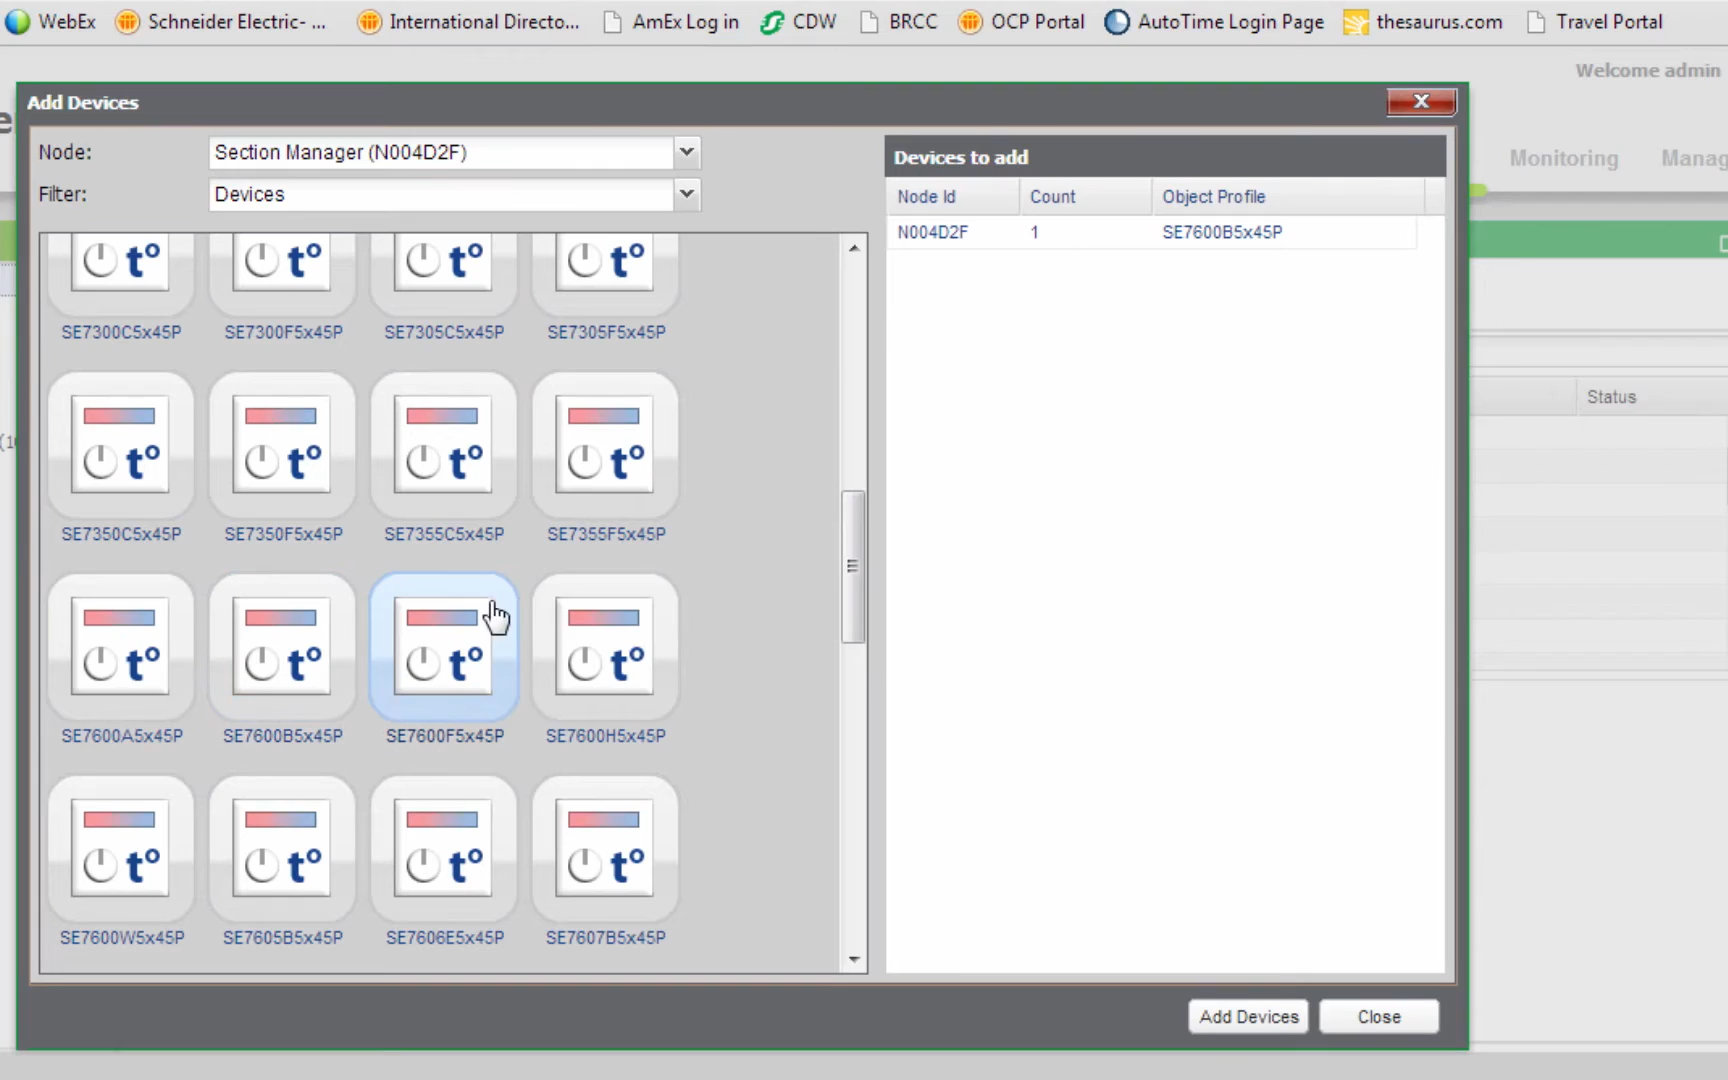 WebEx Schneider Electric- ... International Directo... AmEx Log in CDW BRCC OCP Portal AutoTime Login Page thesaurus.com Travel Portal
Welcome admin
Add Devices
X
Node: Section Manager (N004D2F)
Filter: Devices
Devices to add
Node Id Count Object Profile
N004D2F 1 SE7600B5x45P
Monitoring Manag
Status
t° t° t° t°
SE7300C5x45P SE7300F5x45P SE7305C5x45P SE7305F5x45P
t° t° t° t°
SE7350C5x45P SE7350F5x45P SE7355C5x45P SE7355F5x45P
t° t° t° t°
SE7600A5x45P SE7600B5x45P SE7600F5x45P SE7600H5x45P
t° t° t° t°
SE7600W5x45P SE7605B5x45P SE7606E5x45P SE7607B5x45P
Add Devices Close